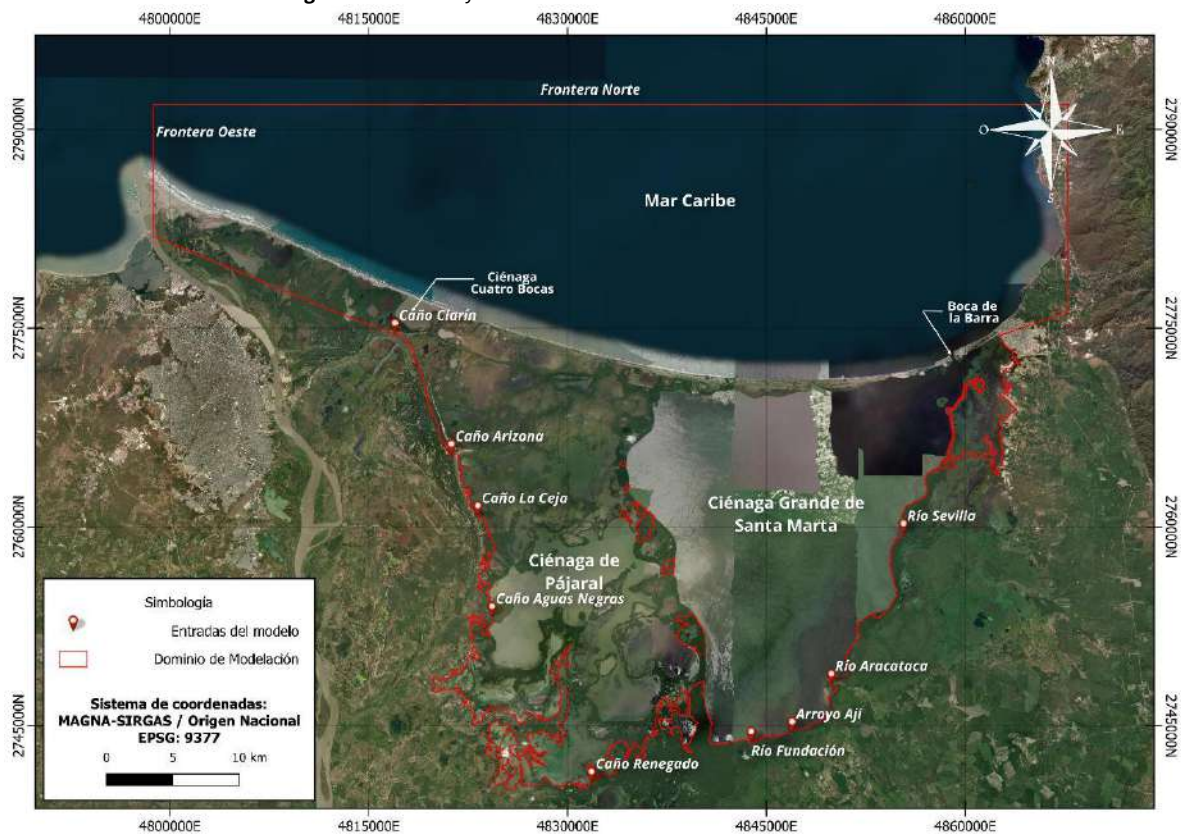 4800000E 4815000E 4830000E 4845000E 4860000E
Frontera Norte
N
2790000N
Frontera Oeste
O
E
2790000N
S
Mar Caribe
Ciénaga
Cuatro Bocas
Caño Clarín
Boca de
la Barra
2775000N
2775000N
Caño Arizona
Caño La Ceja
Ciénaga Grande de
Santa Marta
Río Sevilla
2760000N
2760000N
Ciénaga de
Pájaral
Caño Aguas Negras
Río Aracataca
Arroyo Ají
Río Fundación
Caño Renegado
2745000N
2745000N
Simbología
Entradas del modelo
Dominio de Modelación
Sistema de coordenadas:
MAGNA-SIRGAS / Origen Nacional
EPSG: 9377
0 5 10 km
4800000E 4815000E 4830000E 4845000E 4860000E